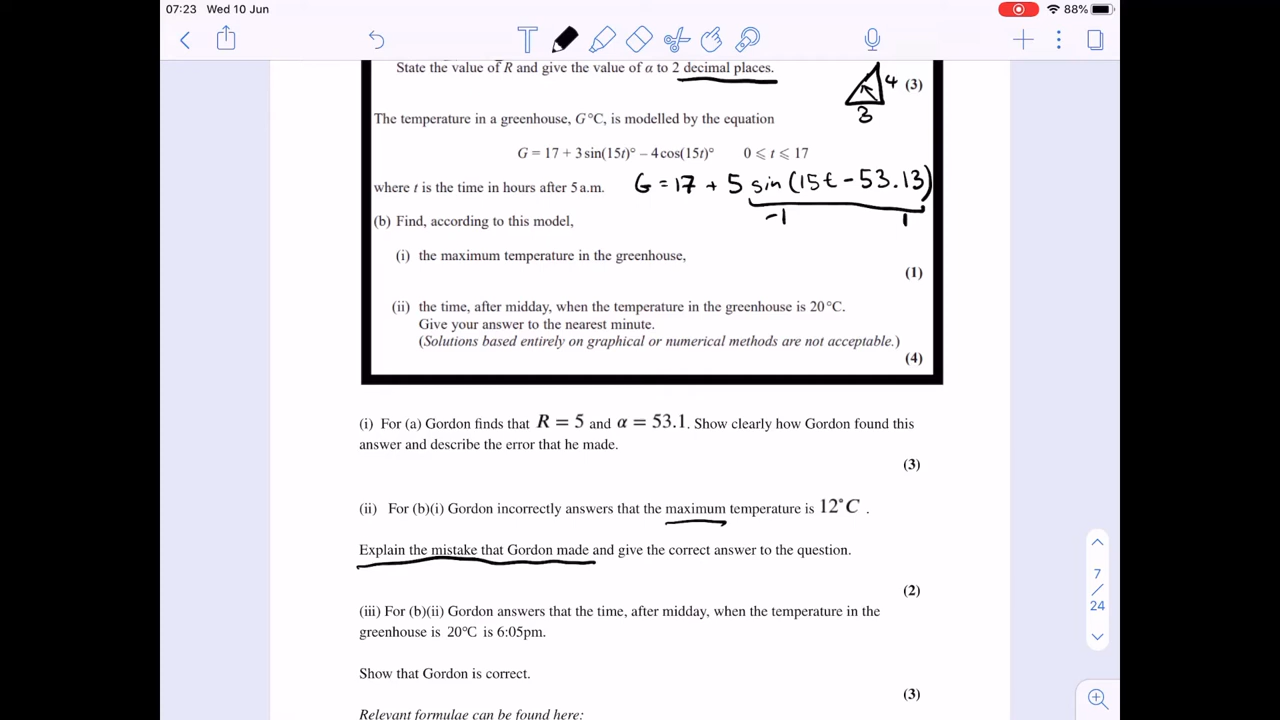 07:23 Wed 10 Jun
88%
T
State the value of R and give the value of α to 2 decimal places.
4
(3)
3
The temperature in a greenhouse, G°C, is modelled by the equation
G = 17 + 3 sin(15t)° – 4 cos(15t)° 0 ⩽ t ⩽ 17
where t is the time in hours after 5 a.m.
G = 17 + 5 sin (15t - 53.13)
-1 1
(b) Find, according to this model,
(i) the maximum temperature in the greenhouse,
(1)
(ii) the time, after midday, when the temperature in the greenhouse is 20 °C.
Give your answer to the nearest minute.
(Solutions based entirely on graphical or numerical methods are not acceptable.)
(4)
(i) For (a) Gordon finds that R = 5 and α = 53.1. Show clearly how Gordon found this
answer and describe the error that he made.
(3)
(ii) For (b)(i) Gordon incorrectly answers that the maximum temperature is 12°C .
Explain the mistake that Gordon made and give the correct answer to the question.
(2)
(iii) For (b)(ii) Gordon answers that the time, after midday, when the temperature in the
greenhouse is 20°C is 6:05pm.
Show that Gordon is correct.
(3)
Relevant formulae can be found here:
7
/
24